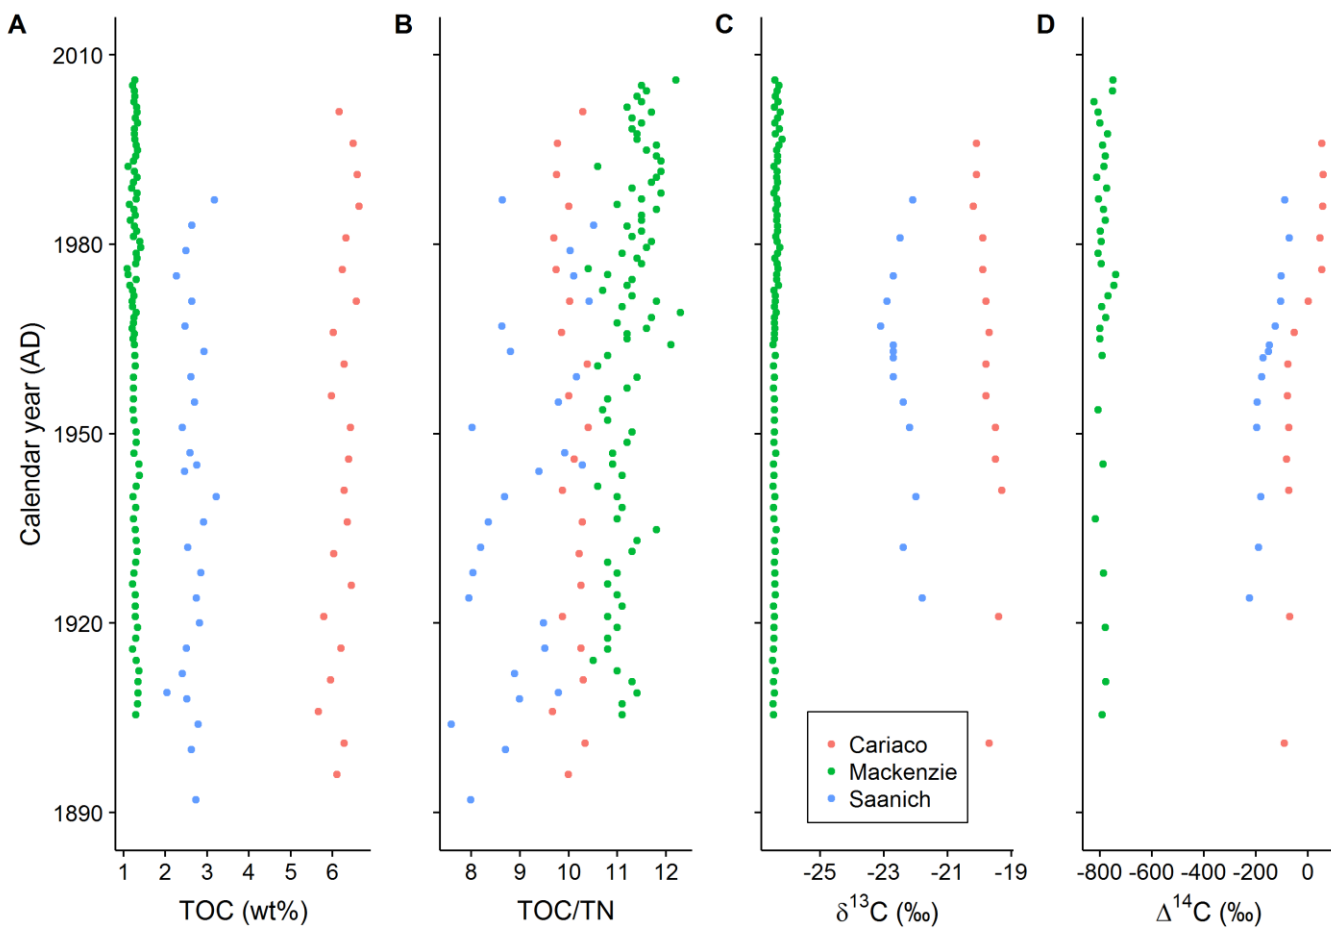 A B C D
Calendar year (AD)
2010
1980
1950
1920
1890
1 2 3 4 5 6
TOC (wt%)
8 9 10 11 12
TOC/TN
-25 -23 -21 -19
δ¹³C (‰)
-800 -600 -400 -200 0
Δ¹⁴C (‰)
Cariaco
Mackenzie
Saanich